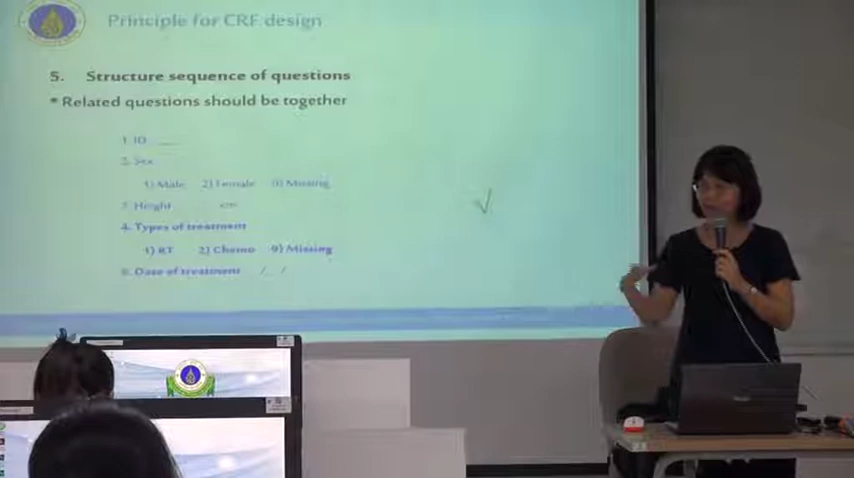 Principle for CRF design
5. Structure sequence of questions
* Related questions should be together
1. ID ___
2. Sex
1) Male 2) Female 9) Missing
3. Height cm
4. Types of treatment
1) RT 2) Chemo 9) Missing
5. Date of treatment _/_/_
√